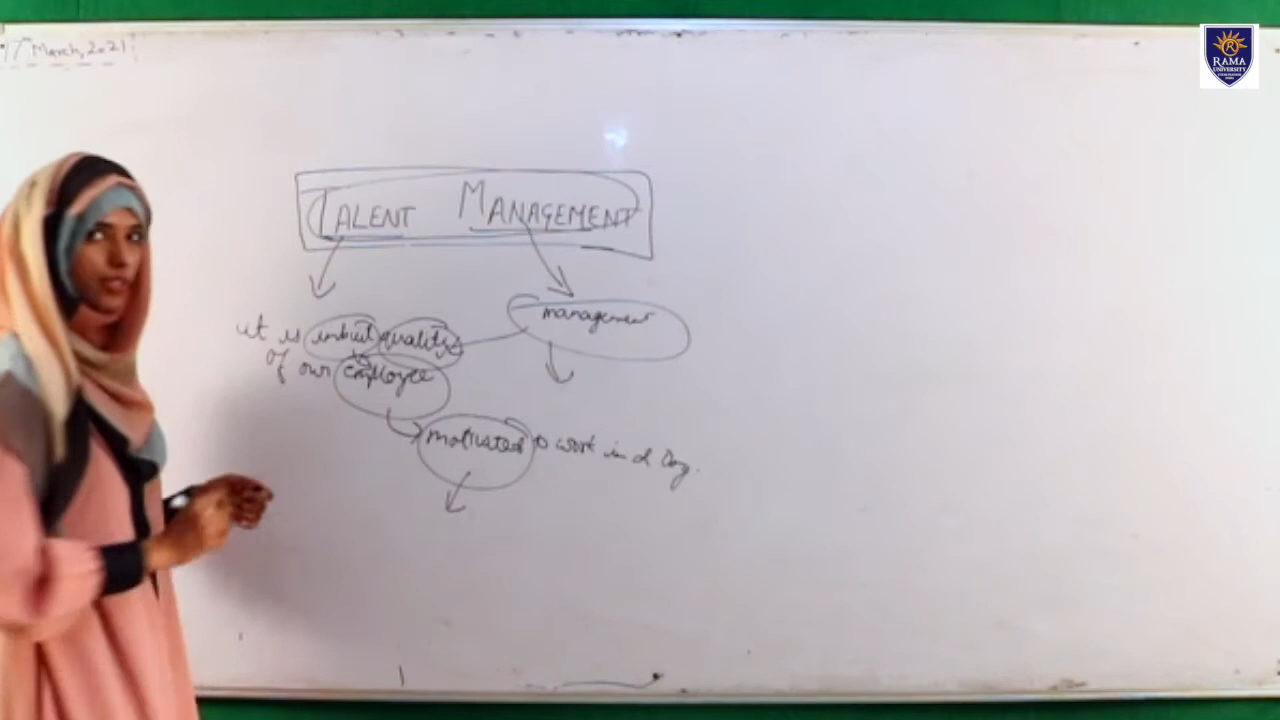 17th March, 2021
RAMA
UNIVERSITY
TALENT MANAGEMENT
management
it is inbuilt quality
of our employee
motivated to work in d Org.